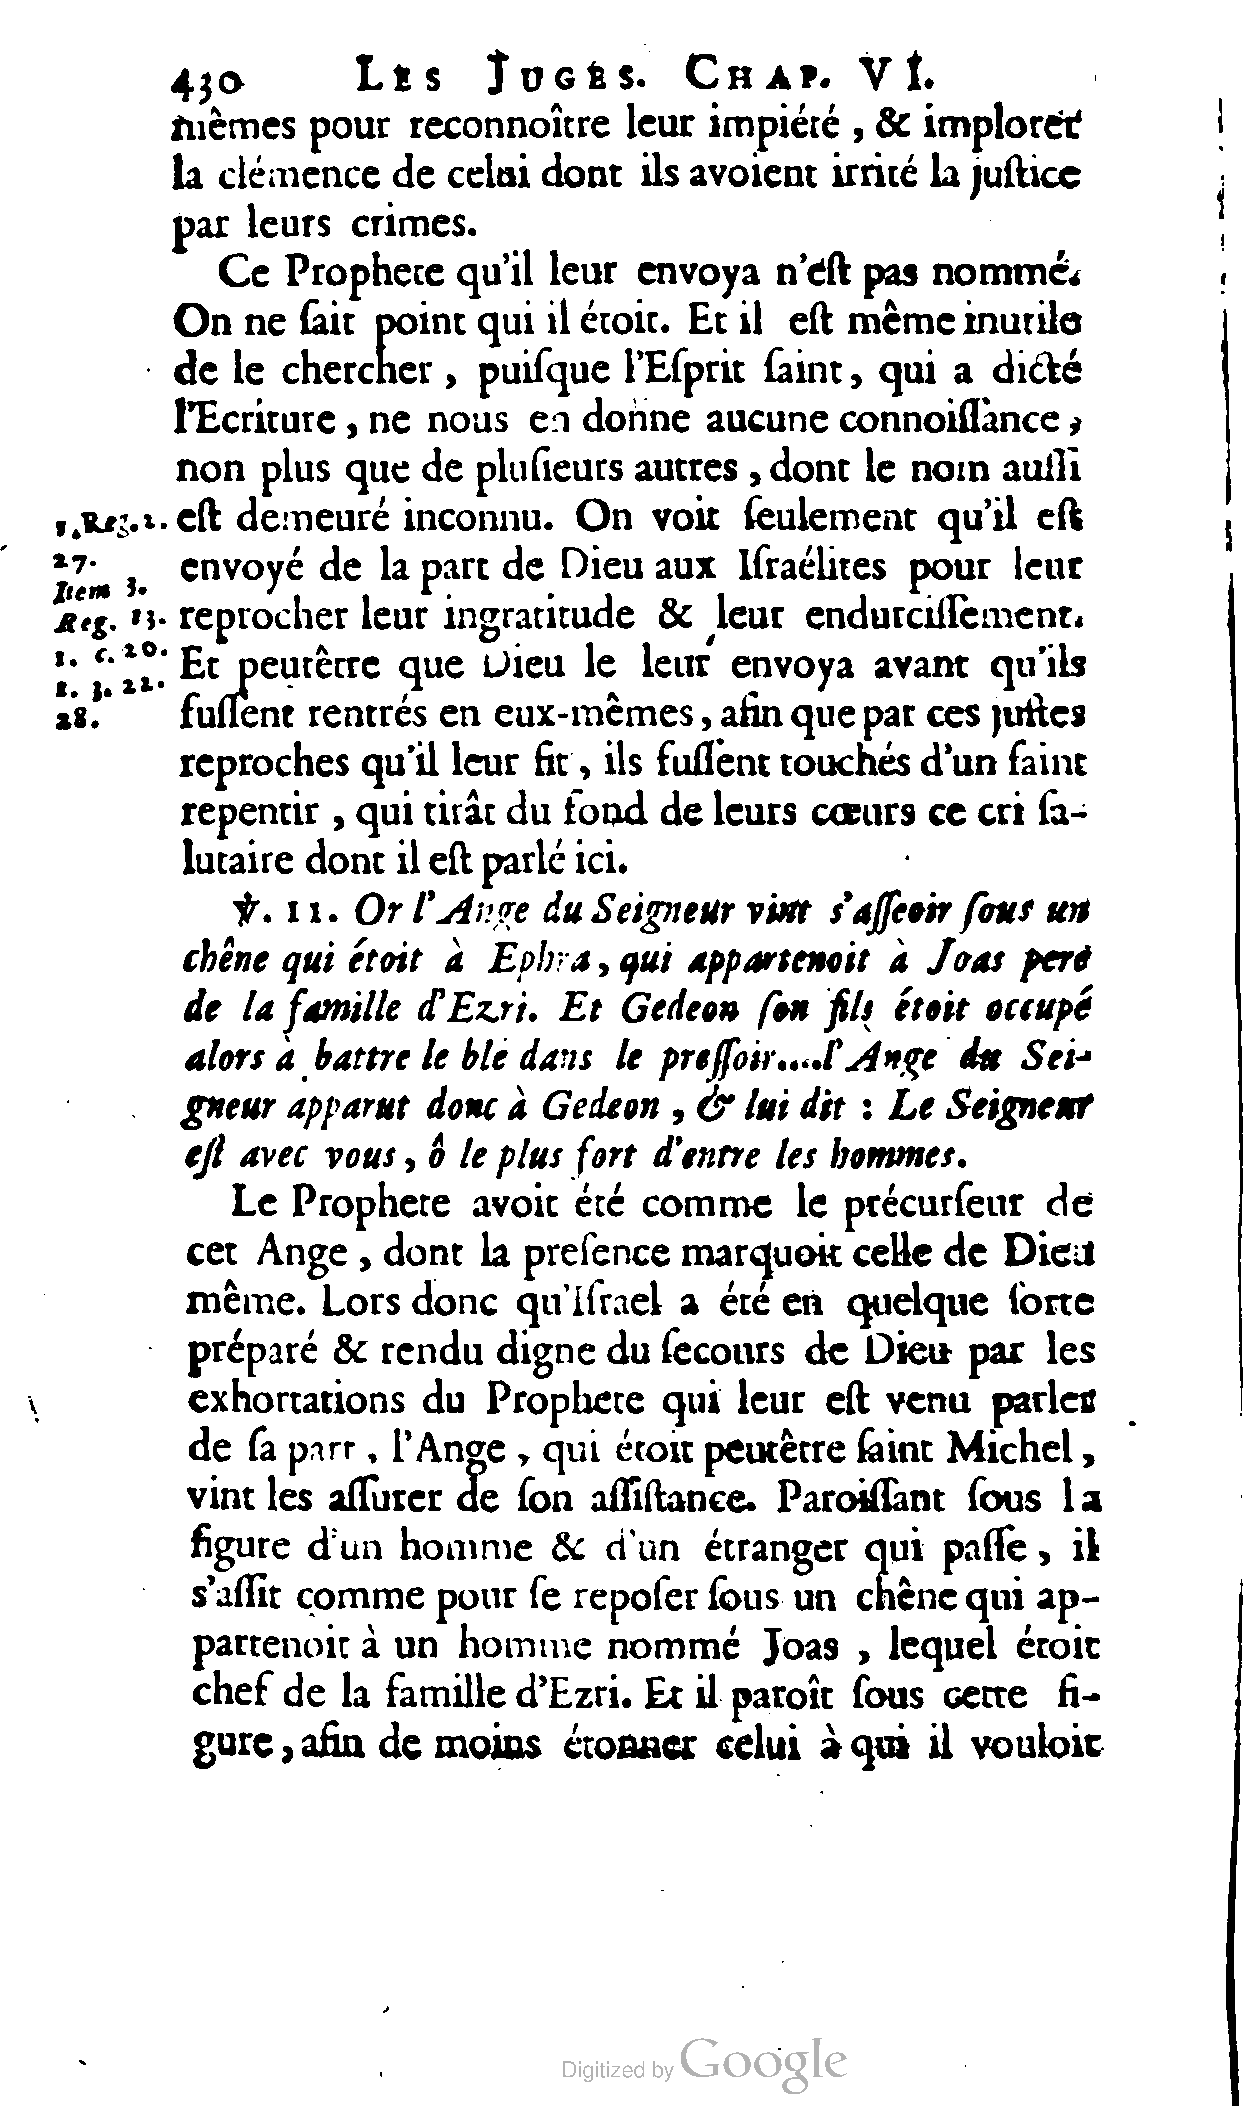 430 LES JUGES. CHAP. VI.
mêmes pour reconnoître leur impiété , & implorer
la clémence de celui dont ils avoient irrité la juſtice
par leurs crimes.
Ce Prophete qu'il leur envoya n'eſt pas nommé.
On ne ſait point qui il étoit. Et il eſt même inutile
de le chercher , puiſque l'Eſprit ſaint, qui a dicté
l'Ecriture , ne nous en donne aucune connoiſſance ,
non plus que de pluſieurs autres , dont le nom auſſi
1.Reg.2. eſt demeuré inconnu. On voit ſeulement qu'il eſt
27. envoyé de la part de Dieu aux Iſraélites pour leur
Item 3.
Reg. 13. reprocher leur ingratitude & leur endurciſſement.
1. c. 20. Et peutêtre que Dieu le leur envoya avant qu'ils
1. 3. 22.
28. fuſſent rentrés en eux-mêmes , afin que par ces juſtes
reproches qu'il leur fit , ils fuſſent touchés d'un ſaint
repentir , qui tirât du fond de leurs cœurs ce cri ſa-
lutaire dont il eſt parlé ici.
℣. 11. Or l'Ange du Seigneur vint s'aſſeoir ſous un
chêne qui étoit à Ephra , qui appartenoit à Joas pere
de la famille d'Ezri. Et Gedeon ſon fils étoit occupé
alors à battre le blé dans le preſſoir....l'Ange du Sei-
gneur apparut donc à Gedeon , & lui dit : Le Seigneur
eſt avec vous , ô le plus fort d'entre les hommes.
Le Prophete avoit été comme le précurſeur de
cet Ange , dont la preſence marquoit celle de Dieu
même. Lors donc qu'Iſrael a été en quelque ſorte
préparé & rendu digne du ſecours de Dieu par les
exhortations du Prophete qui leur eſt venu parler
de ſa part , l'Ange , qui étoit peutêtre ſaint Michel ,
vint les aſſurer de ſon aſſiſtance. Paroiſſant ſous la
figure d'un homme & d'un étranger qui paſſe , il
s'aſſit comme pour ſe repoſer ſous un chêne qui ap-
partenoit à un homme nommé Joas , lequel étoit
chef de la famille d'Ezri. Et il paroît ſous cette fi-
gure , afin de moins étonner celui à qui il vouloit
Digitized by Google